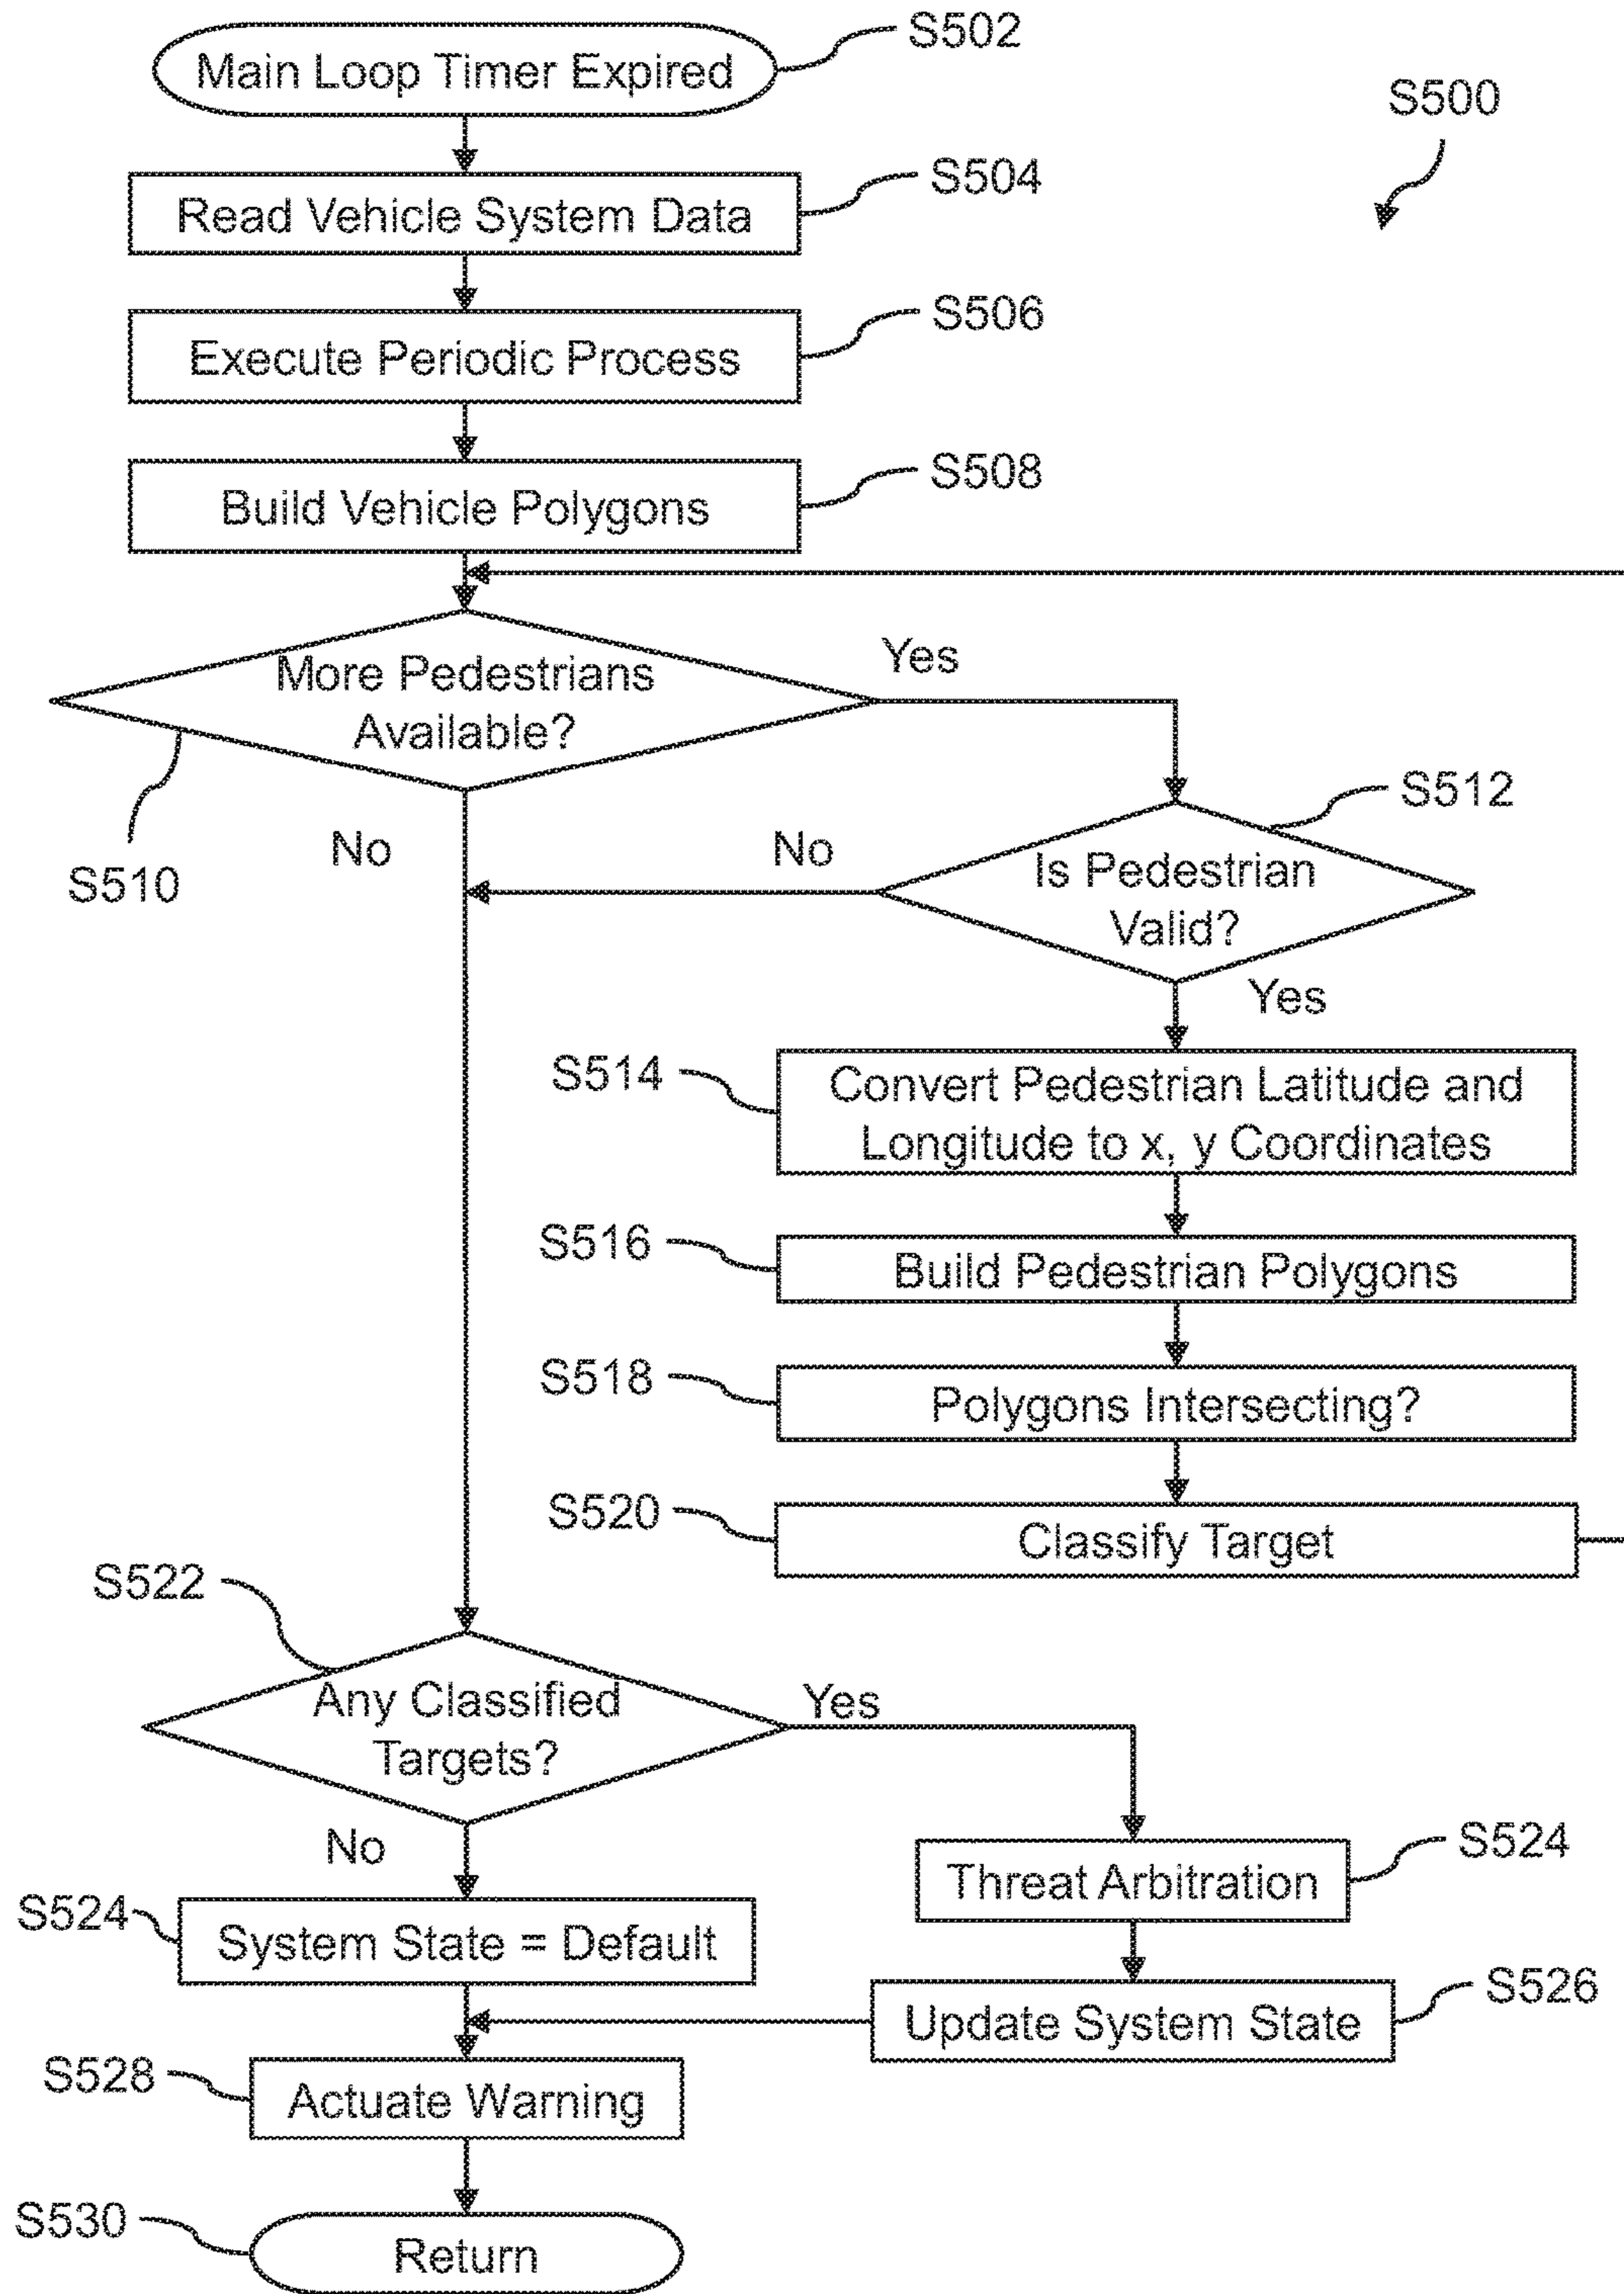 Main Loop Timer Expired
S502
S500
Read Vehicle System Data
S504
Execute Periodic Process
S506
Build Vehicle Polygons
S508
More Pedestrians
Available?
Yes
No
S510
S512
Is Pedestrian
Valid?
No
Yes
S514
Convert Pedestrian Latitude and
Longitude to x, y Coordinates
S516
Build Pedestrian Polygons
S518
Polygons Intersecting?
S520
Classify Target
S522
Any Classified
Targets?
Yes
No
S524
Threat Arbitration
S524
System State = Default
S526
Update System State
S528
Actuate Warning
S530
Return